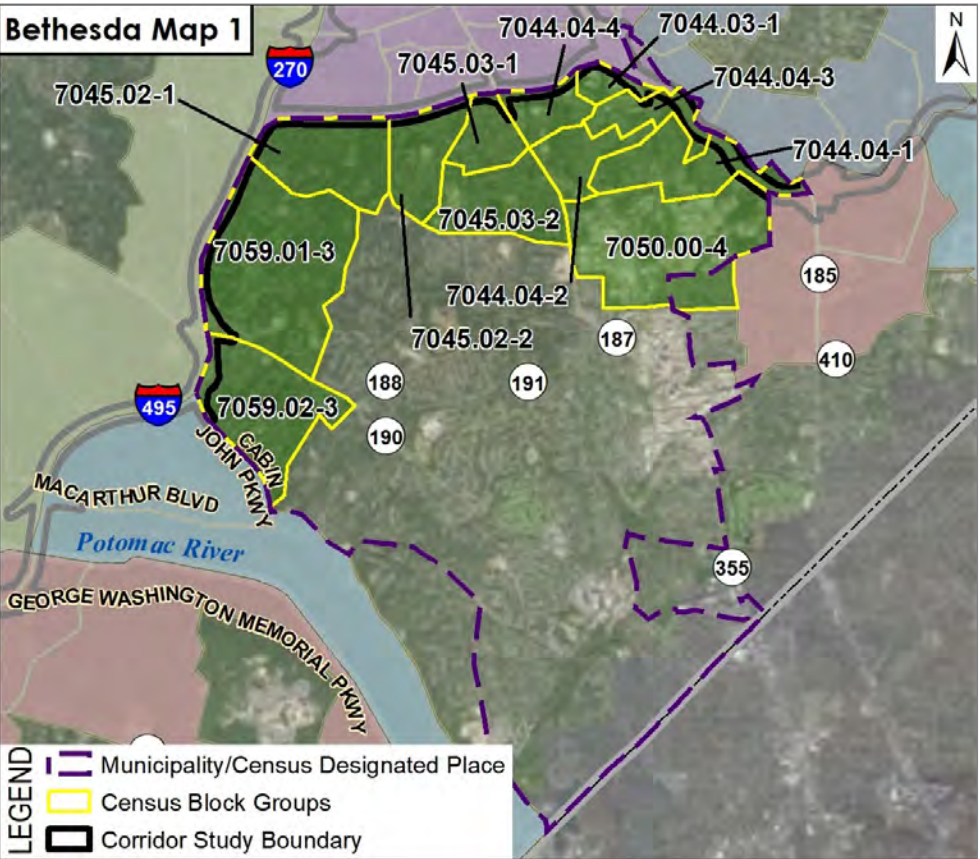 Bethesda Map 1
270
7045.02-1
7045.03-1
7044.04-4
7044.03-1
7044.04-3
7044.04-1
N
7059.01-3
7045.03-2
7050.00-4
7044.04-2
7045.02-2
185
187
410
188
191
190
495
7059.02-3
CABIN
JOHN PKWY
MACARTHUR BLVD
Potomac River
355
GEORGE WASHINGTON MEMORIAL PKWY
LEGEND
Municipality/Census Designated Place
Census Block Groups
Corridor Study Boundary